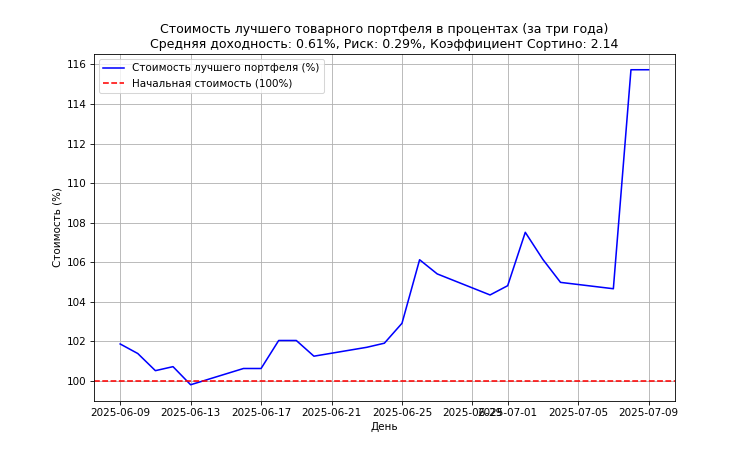 Стоимость лучшего товарного портфеля в процентах (за три года)
Средняя доходность: 0.61%, Риск: 0.29%, Коэффициент Сортино: 2.14
Стоимость лучшего портфеля (%)
Начальная стоимость (100%)
Стоимость (%)
116
114
112
110
108
106
104
102
100
2025-06-09 2025-06-13 2025-06-17 2025-06-21 2025-06-25 2025-06-29 2025-07-01 2025-07-05 2025-07-09
День